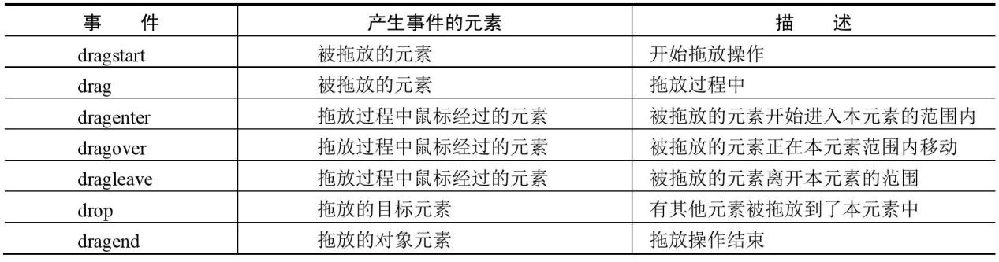 事 件 产生事件的元素 描 述
dragstart 被拖放的元素 开始拖放操作
drag 被拖放的元素 拖放过程中
dragenter 拖放过程中鼠标经过的元素 被拖放的元素开始进入本元素的范围内
dragover 拖放过程中鼠标经过的元素 被拖放的元素正在本元素范围内移动
dragleave 拖放过程中鼠标经过的元素 被拖放的元素离开本元素的范围
drop 拖放的目标元素 有其他元素被拖放到了本元素中
dragend 拖放的对象元素 拖放操作结束